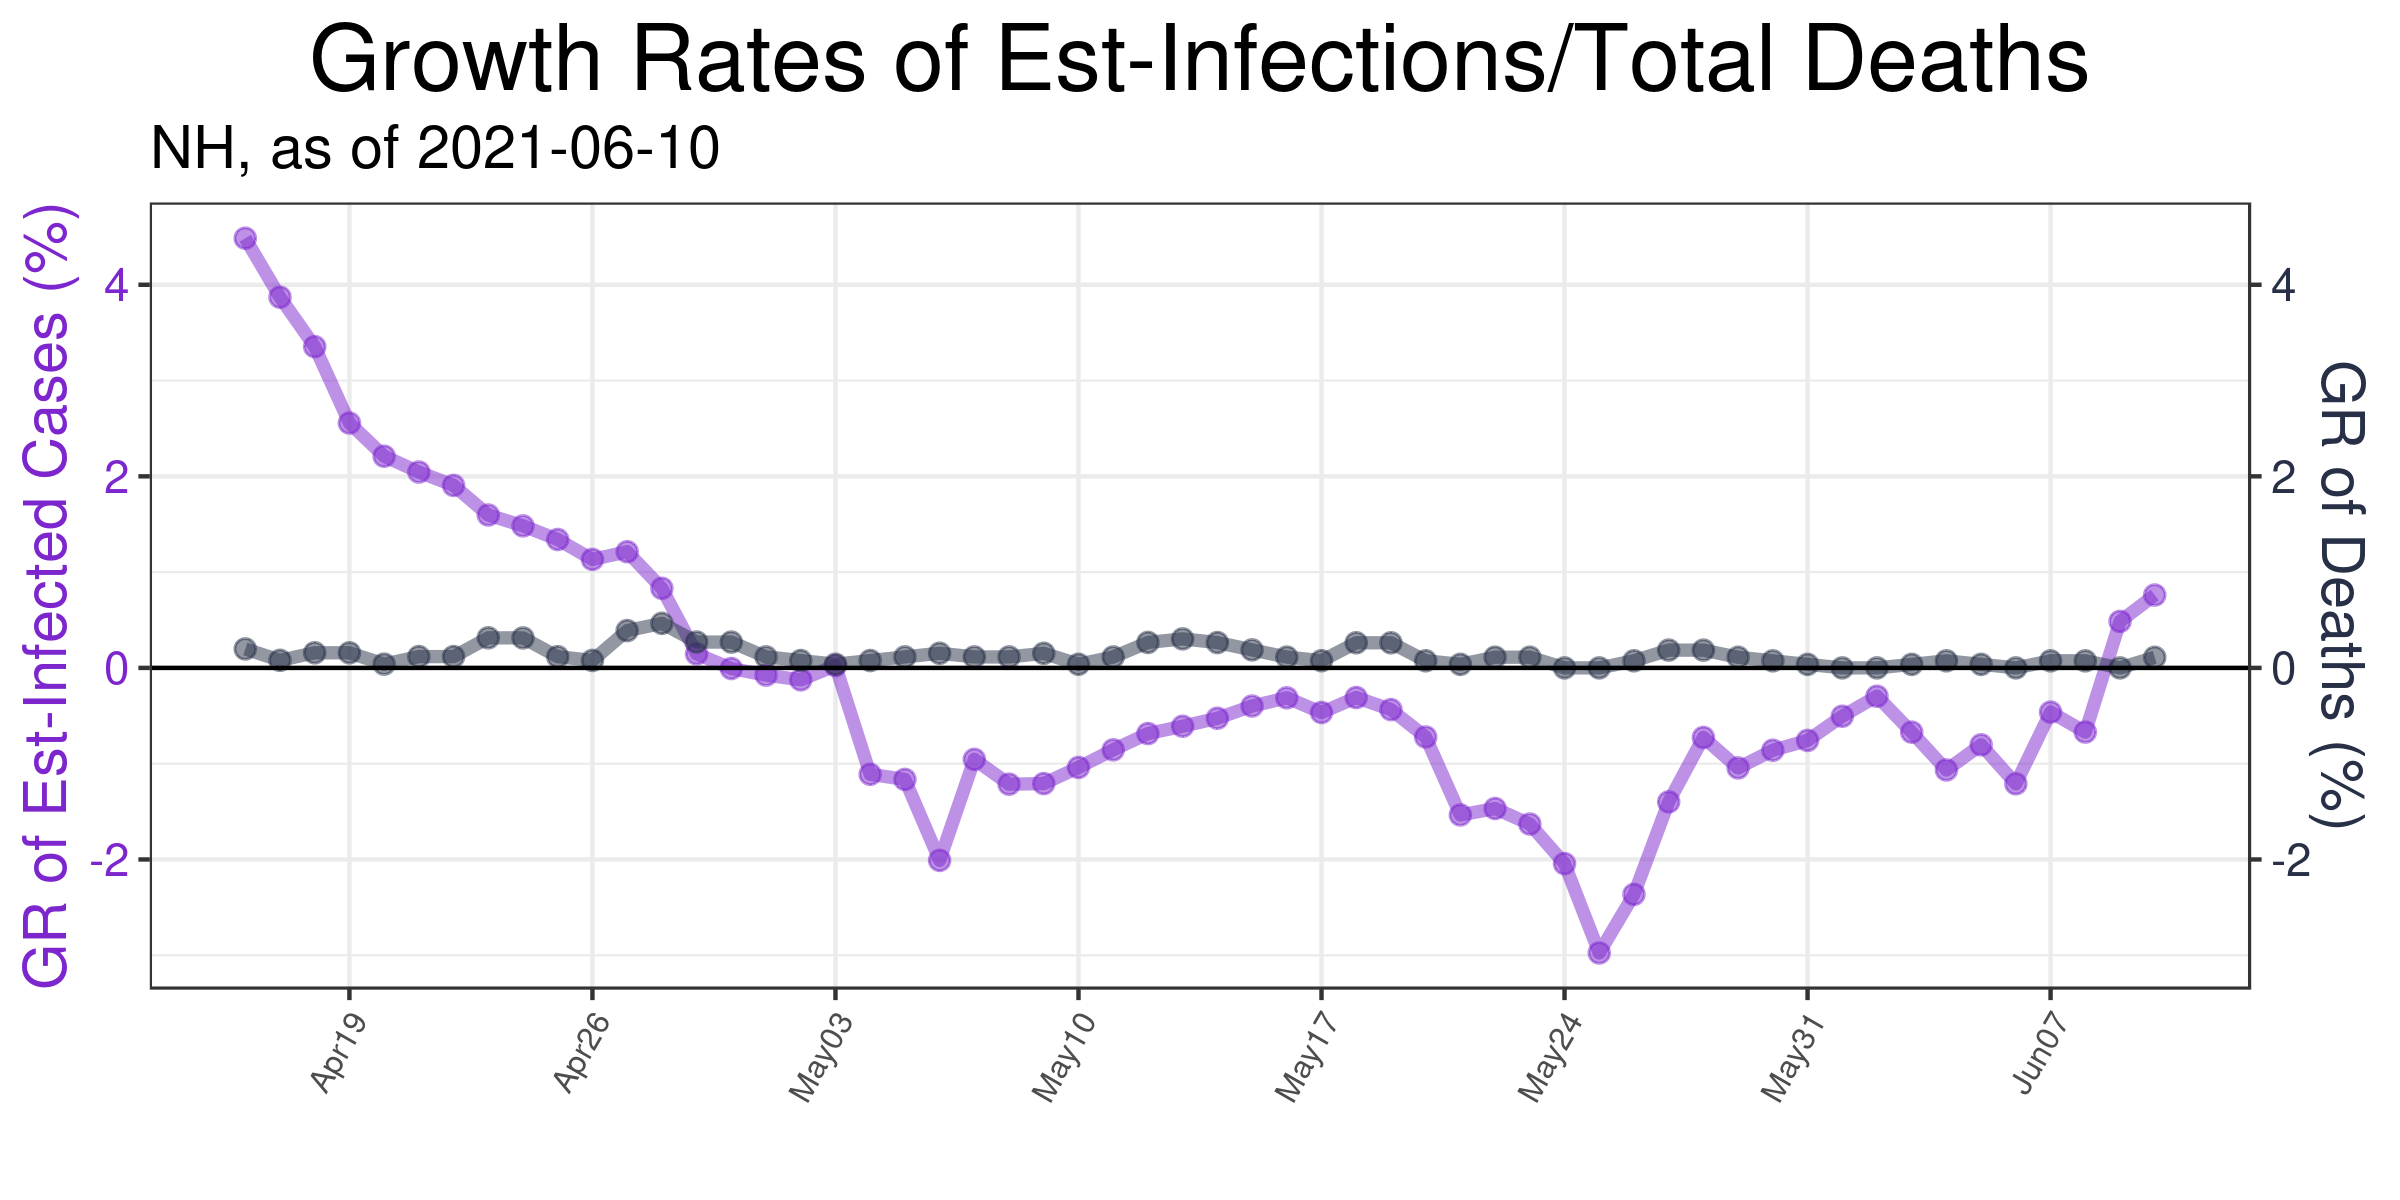 Growth Rates of Est-Infections/Total Deaths
NH, as of 2021-06-10
GR of Est-Infected Cases (%)
4
2
0
-2
4
2
0
-2
GR of Deaths (%)
Apr19
Apr26
May03
May10
May17
May24
May31
Jun07